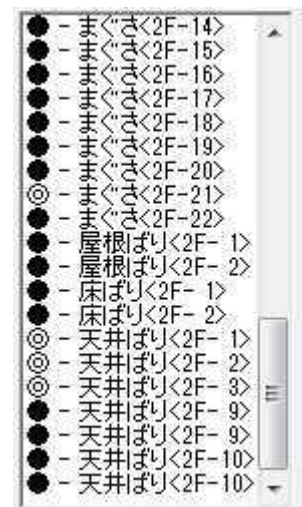 ● - まぐさ<2F-14>
● - まぐさ<2F-15>
● - まぐさ<2F-16>
● - まぐさ<2F-17>
● - まぐさ<2F-18>
● - まぐさ<2F-19>
● - まぐさ<2F-20>
◎ - まぐさ<2F-21>
● - まぐさ<2F-22>
● - 屋根ばり<2F- 1>
● - 屋根ばり<2F- 2>
● - 床ばり<2F- 1>
● - 床ばり<2F- 2>
◎ - 天井ばり<2F- 1>
◎ - 天井ばり<2F- 2>
◎ - 天井ばり<2F- 3>
● - 天井ばり<2F- 9>
● - 天井ばり<2F- 9>
● - 天井ばり<2F-10>
● - 天井ばり<2F-10>